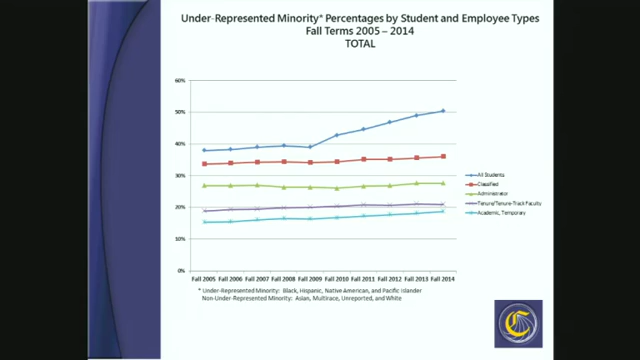 Under-Represented Minority* Percentages by Student and Employee Types
Fall Terms 2005 – 2014
TOTAL
60%
50%
40%
30%
20%
10%
0%
Fall 2005 Fall 2006 Fall 2007 Fall 2008 Fall 2009 Fall 2010 Fall 2011 Fall 2012 Fall 2013 Fall 2014
All Students
Classified
Administrator
Tenure/Tenure-Track Faculty
Academic, Temporary
* Under-Represented Minority: Black, Hispanic, Native American, and Pacific Islander
Non-Under-Represented Minority: Asian, Multirace, Unreported, and White